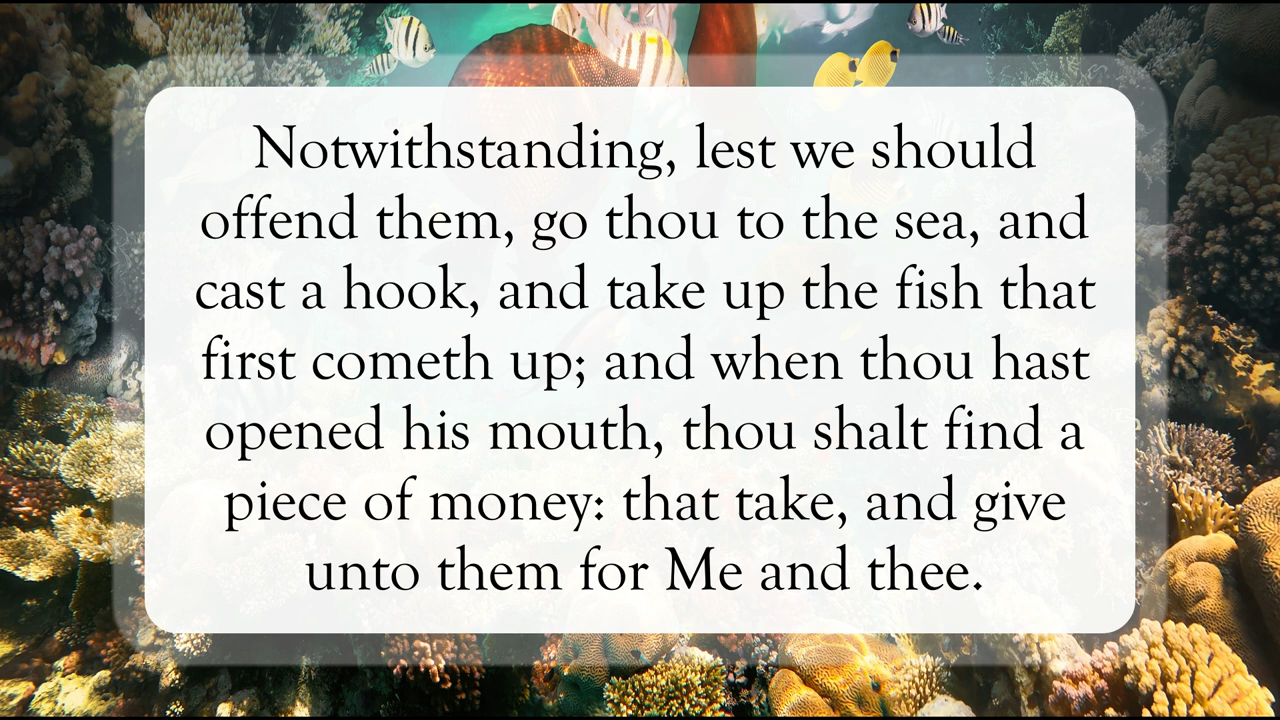 Notwithstanding, lest we should
offend them, go thou to the sea, and
cast a hook, and take up the fish that
first cometh up; and when thou hast
opened his mouth, thou shalt find a
piece of money: that take, and give
unto them for Me and thee.